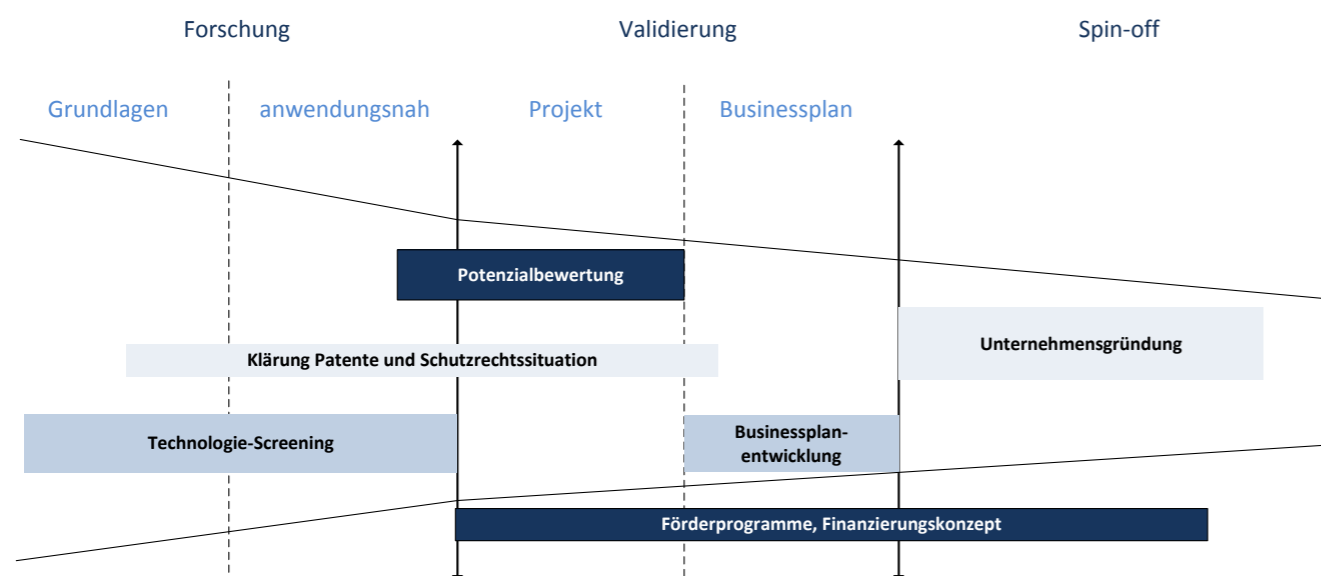 Forschung
Validierung
Spin-off
Grundlagen
anwendungsnah
Projekt
Businessplan
Potenzialbewertung
Unternehmensgründung
Klärung Patente und Schutzrechtssituation
Technologie-Screening
Businessplan-
entwicklung
Förderprogramme, Finanzierungskonzept